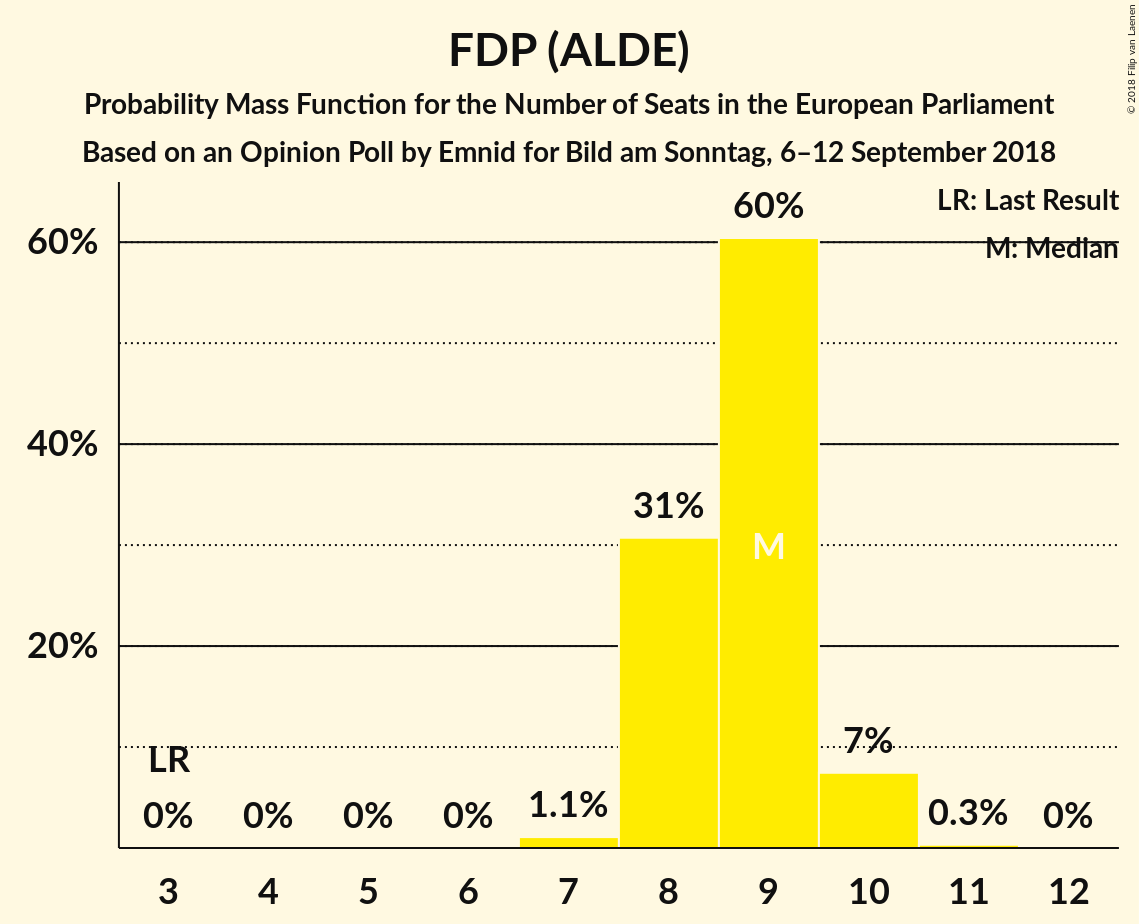 FDP (ALDE)
Probability Mass Function for the Number of Seats in the European Parliament
Based on an Opinion Poll by Emnid for Bild am Sonntag, 6–12 September 2018
© 2018 Filip van Laenen
LR: Last Result
M: Median
60%
40%
20%
LR
0%
0%
0%
0%
1.1%
31%
60%
M
7%
0.3%
0%
3 4 5 6 7 8 9 10 11 12